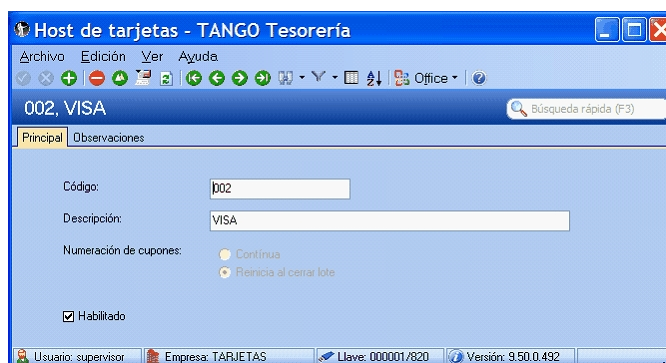 Host de tarjetas - TANGO Tesorería
Archivo Edición Ver Ayuda
Office
002, VISA
Búsqueda rápida (F3)
Principal Observaciones
Código: 002
Descripción: VISA
Numeración de cupones: Contínua
Reinicia al cerrar lote
Habilitado
Usuario: supervisor Empresa: TARJETAS Llave: 000001/820 Versión: 9.50.0.492